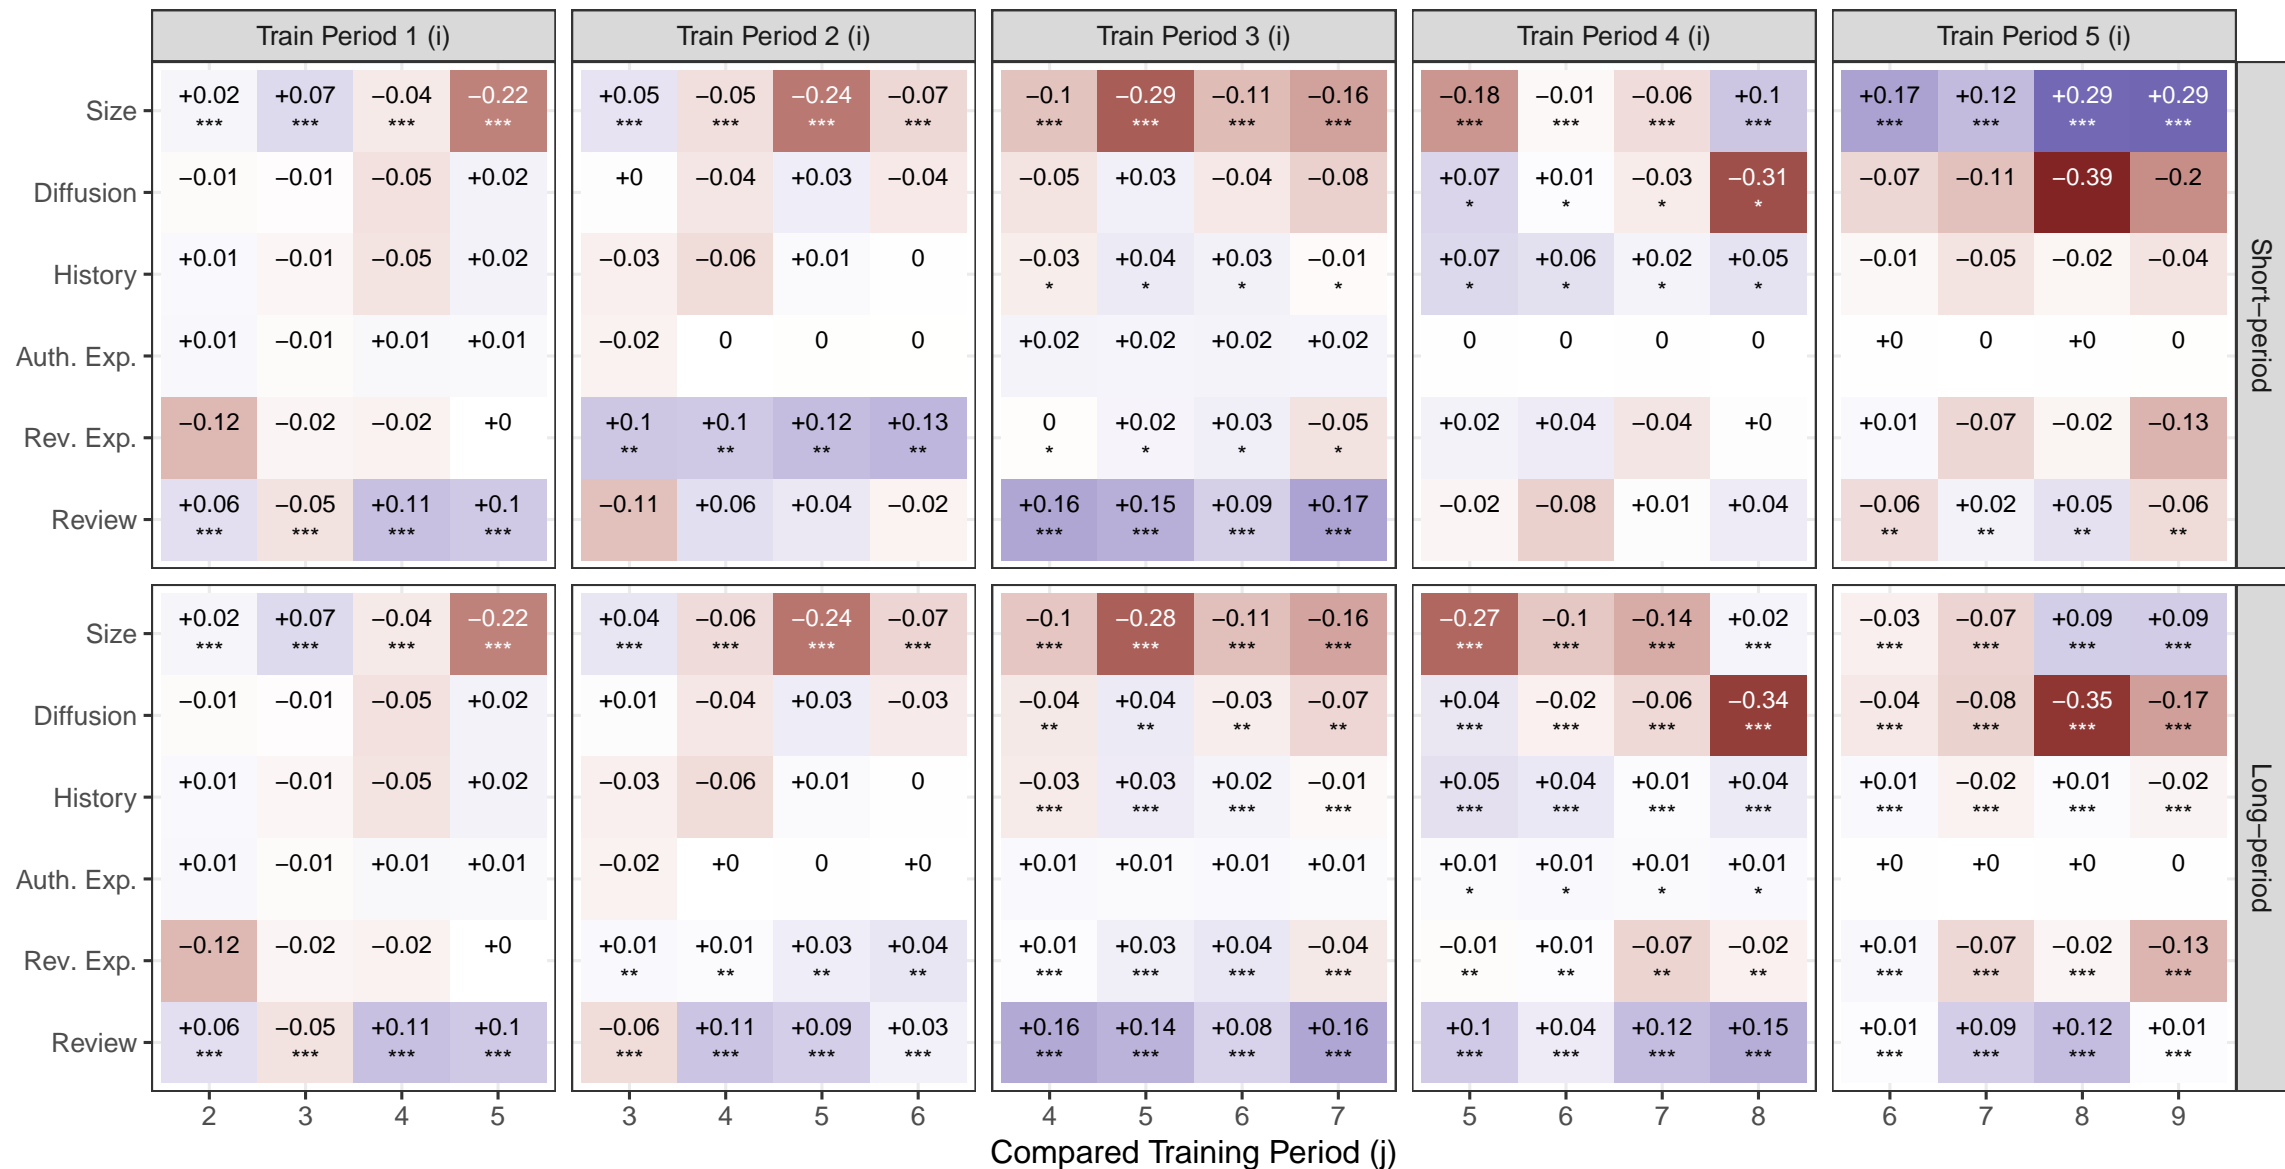 Train Period 1 (i) Train Period 2 (i) Train Period 3 (i) Train Period 4 (i) Train Period 5 (i)
Short−period
Size +0.02 +0.07 −0.04 −0.22 +0.05 −0.05 −0.24 −0.07 −0.1 −0.29 −0.11 −0.16 −0.18 −0.01 −0.06 +0.1 +0.17 +0.12 +0.29 +0.29
*** *** *** *** *** *** *** *** *** *** *** *** *** *** *** *** *** *** *** ***
Diffusion −0.01 −0.01 −0.05 +0.02 +0 −0.04 +0.03 −0.04 −0.05 +0.03 −0.04 −0.08 +0.07 +0.01 −0.03 −0.31 −0.07 −0.11 −0.39 −0.2
* * * *
History +0.01 −0.01 −0.05 +0.02 −0.03 −0.06 +0.01 0 −0.03 +0.04 +0.03 −0.01 +0.07 +0.06 +0.02 +0.05 −0.01 −0.05 −0.02 −0.04
* * * * * * * *
Auth. Exp. +0.01 −0.01 +0.01 +0.01 −0.02 0 0 0 +0.02 +0.02 +0.02 +0.02 0 0 0 0 +0 0 +0 0
Rev. Exp. −0.12 −0.02 −0.02 +0 +0.1 +0.1 +0.12 +0.13 0 +0.02 +0.03 −0.05 +0.02 +0.04 −0.04 +0 +0.01 −0.07 −0.02 −0.13
** ** ** ** * * * *
Review +0.06 −0.05 +0.11 +0.1 −0.11 +0.06 +0.04 −0.02 +0.16 +0.15 +0.09 +0.17 −0.02 −0.08 +0.01 +0.04 −0.06 +0.02 +0.05 −0.06
*** *** *** *** *** *** *** *** ** ** ** **
Long−period
Size +0.02 +0.07 −0.04 −0.22 +0.04 −0.06 −0.24 −0.07 −0.1 −0.28 −0.11 −0.16 −0.27 −0.1 −0.14 +0.02 −0.03 −0.07 +0.09 +0.09
*** *** *** *** *** *** *** *** *** *** *** *** *** *** *** *** *** *** *** ***
Diffusion −0.01 −0.01 −0.05 +0.02 +0.01 −0.04 +0.03 −0.03 −0.04 +0.04 −0.03 −0.07 +0.04 −0.02 −0.06 −0.34 −0.04 −0.08 −0.35 −0.17
** ** ** ** *** *** *** *** *** *** *** ***
History +0.01 −0.01 −0.05 +0.02 −0.03 −0.06 +0.01 0 −0.03 +0.03 +0.02 −0.01 +0.05 +0.04 +0.01 +0.04 +0.01 −0.02 +0.01 −0.02
*** *** *** *** *** *** *** *** *** *** *** ***
Auth. Exp. +0.01 −0.01 +0.01 +0.01 −0.02 +0 0 +0 +0.01 +0.01 +0.01 +0.01 +0.01 +0.01 +0.01 +0.01 +0 +0 +0 0
* * * *
Rev. Exp. −0.12 −0.02 −0.02 +0 +0.01 +0.01 +0.03 +0.04 +0.01 +0.03 +0.04 −0.04 −0.01 +0.01 −0.07 −0.02 +0.01 −0.07 −0.02 −0.13
** ** ** ** *** *** *** *** ** ** ** ** *** *** *** ***
Review +0.06 −0.05 +0.11 +0.1 −0.06 +0.11 +0.09 +0.03 +0.16 +0.14 +0.08 +0.16 +0.1 +0.04 +0.12 +0.15 +0.01 +0.09 +0.12 +0.01
*** *** *** *** *** *** *** *** *** *** *** *** *** *** *** *** *** *** *** ***
2 3 4 5 3 4 5 6 4 5 6 7 5 6 7 8 6 7 8 9
Compared Training Period (j)